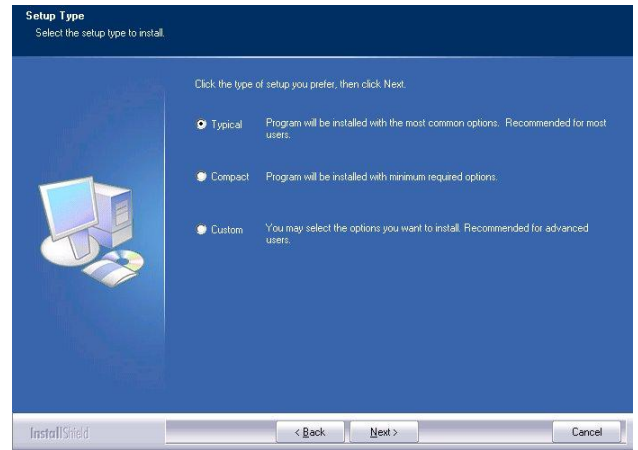 Setup Type
Select the setup type to install.
Click the type of setup you prefer, then click Next.
Typical
Program will be installed with the most common options. Recommended for most
users.
Compact
Program will be installed with minimum required options.
Custom
You may select the options you want to install. Recommended for advanced
users.
InstallShield
< Back
Next >
Cancel